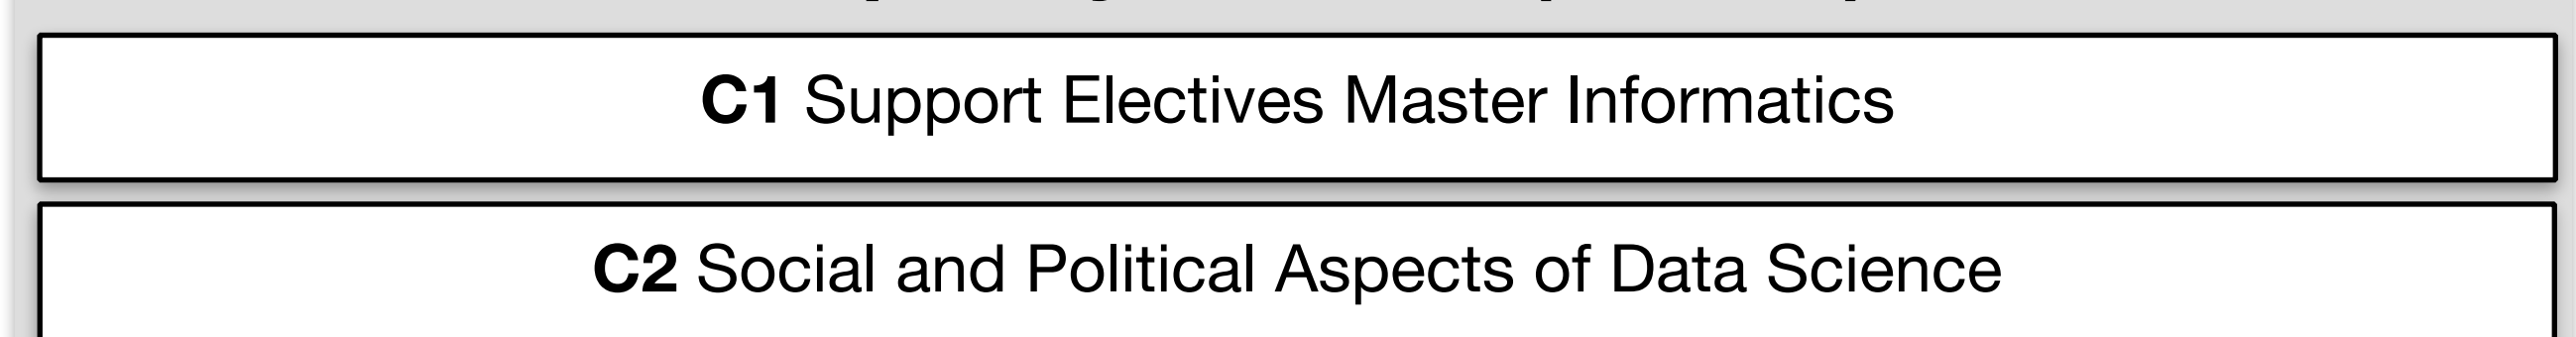 C1 Support Electives Master Informatics
C2 Social and Political Aspects of Data Science